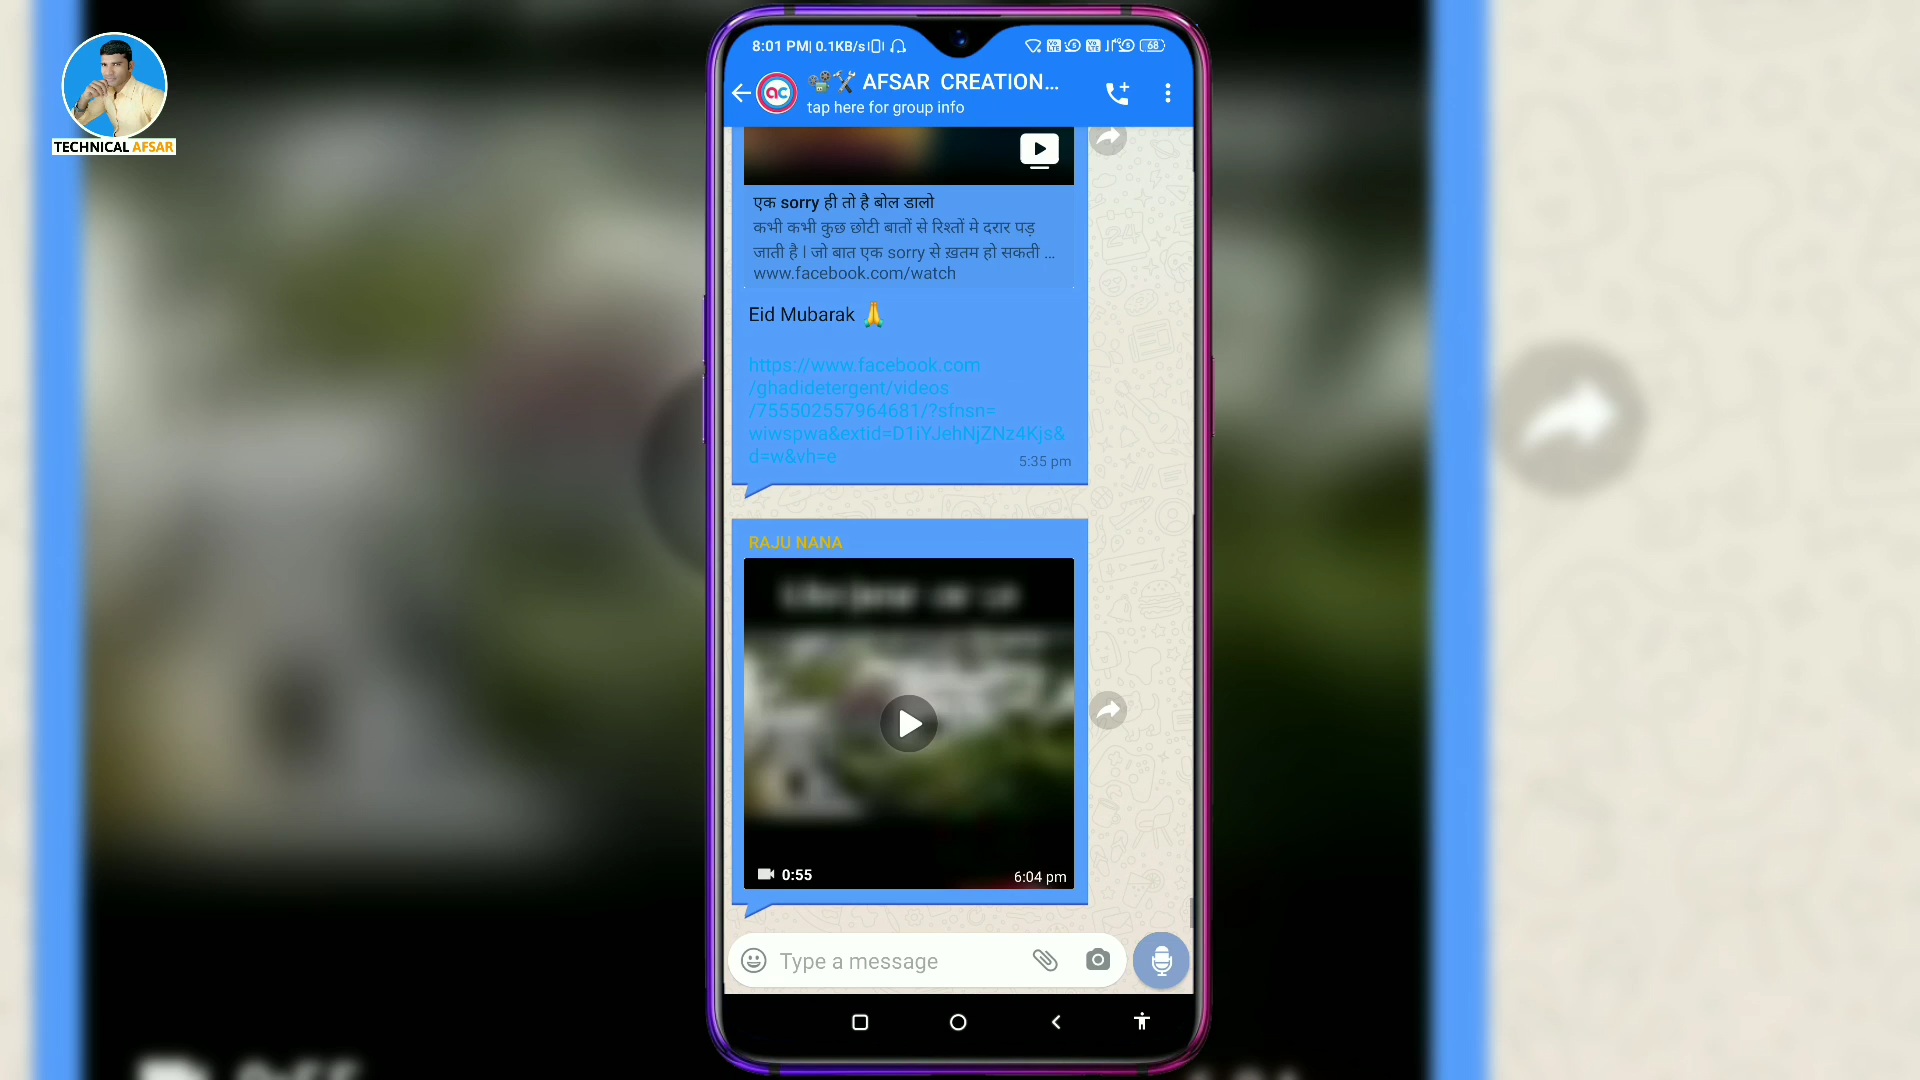 TECHNICAL AFSAR
8:01 PM| 0.1KB/s
68
ac
AFSAR CREATION...
tap here for group info
एक sorry ही तो है बोल डालो
कभी कभी कुछ छोटी बातों से रिश्तों मे दरार पड़
जाती है l जो बात एक sorry से ख़तम हो सकती ...
www.facebook.com/watch
Eid Mubarak 🙏
https://www.facebook.com
/ghadidetergent/videos
/755502557964681/?sfnsn=
wiwspwa&extid=D1iYJehNjZNz4Kjs&
d=w&vh=e
5:35 pm
RAJU NANA
0:55
6:04 pm
Type a message